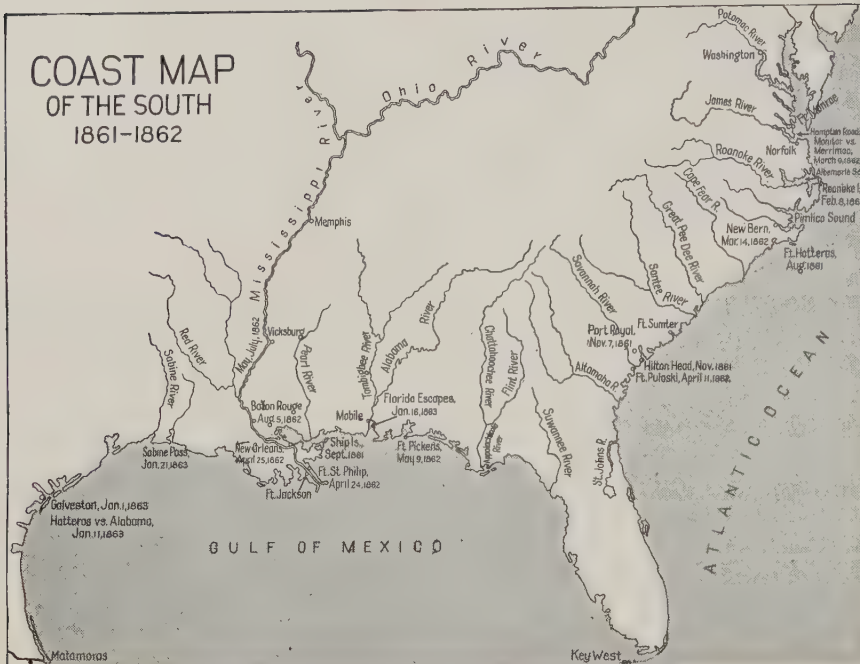 COAST MAP
OF THE SOUTH
1861-1862
Ohio River
Mississippi River
Potomac River
Washington
Ft. Monroe
James River
Hampton Road
Monitor vs.
Merrimac,
March 9, 1862
Norfolk
Roanoke River
Albemarle So
Roanoke I.
Feb. 8, 186
Cape Fear R.
Pimlico Sound
New Bern,
Mar. 14, 1862
Ft. Hatteras,
Aug. 1861
Great Pee Dee River
Santee River
Savannah River
Ft. Sumter
Port Royal,
Nov. 7, 1861
Hilton Head, Nov. 1861
Ft. Pulaski, April 11, 1862
Altamaha R.
Memphis
May, July, 1862
Vicksburg
Red River
Sabine River
Pearl River
Tombigbee River
Alabama River
Chattahoochee River
Flint River
River
Suwannee River
St. Johns R.
Florida Escapes,
Jan. 16, 1863
Mobile
Baton Rouge
Aug. 5, 1862
New Orleans,
April 25, 1862
Ship Is.,
Sept. 1861
Ft. Pickens,
May 9, 1862
Ft. St. Philip,
April 24, 1862
Ft. Jackson
Sabine Pass,
Jan. 21, 1863
Galveston, Jan. 1, 1863
Hatteras vs. Alabama,
Jan. 11, 1863
GULF OF MEXICO
ATLANTIC OCEAN
Matamoras
Key West